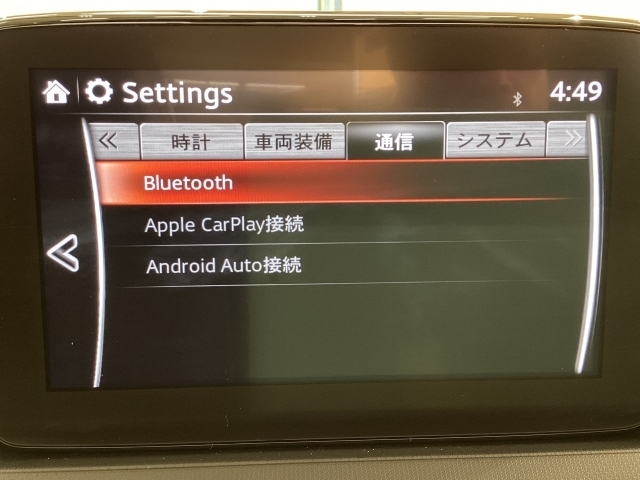 Settings 4:49
« 時計 車両装備 通信 システム »
Bluetooth
Apple CarPlay接続
Android Auto接続